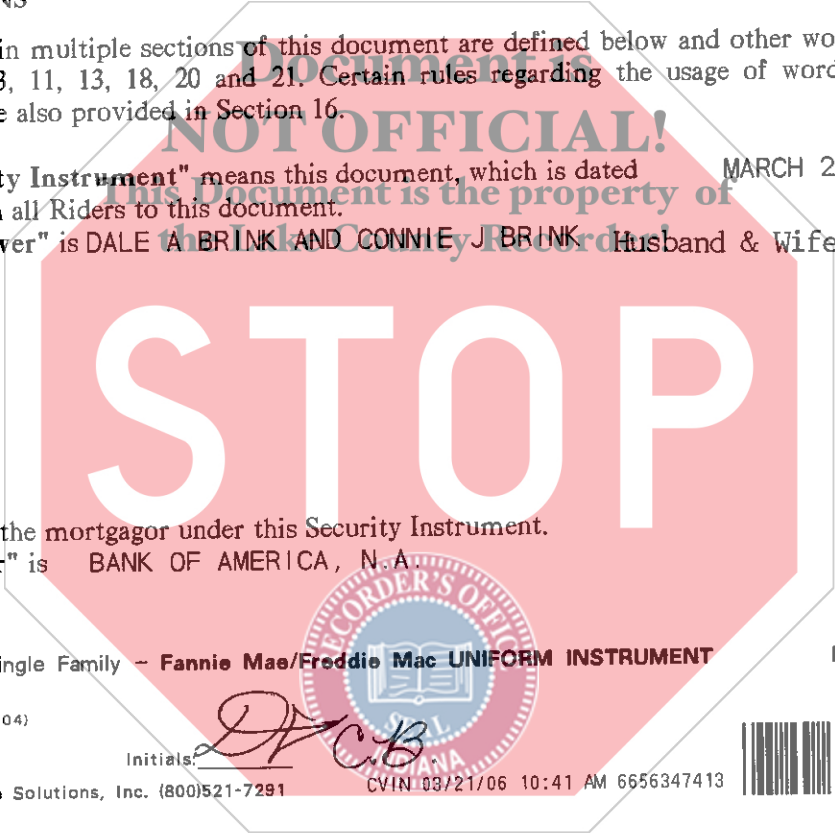 NS
in multiple sections of this document are defined below and other wo
3, 11, 13, 18, 20 and 21. Certain rules regarding the usage of word
e also provided in Section 16.
Document is
NOT OFFICIAL!
This Document is the property of
the Lake County Recorder!
ty Instrument" means this document, which is dated MARCH 2
all Riders to this document.
ver" is DALE A BRINK AND CONNIE J BRINK Husband & Wife
STOP
the mortgagor under this Security Instrument.
r" is BANK OF AMERICA, N.A.
RECORDER'S OFFICE
SEAL
INDIANA
ingle Family - Fannie Mae/Freddie Mac UNIFORM INSTRUMENT
04)
Initials: DA CB.
Solutions, Inc. (800)521-7291
CVIN 03/21/06 10:41 AM 6656347413